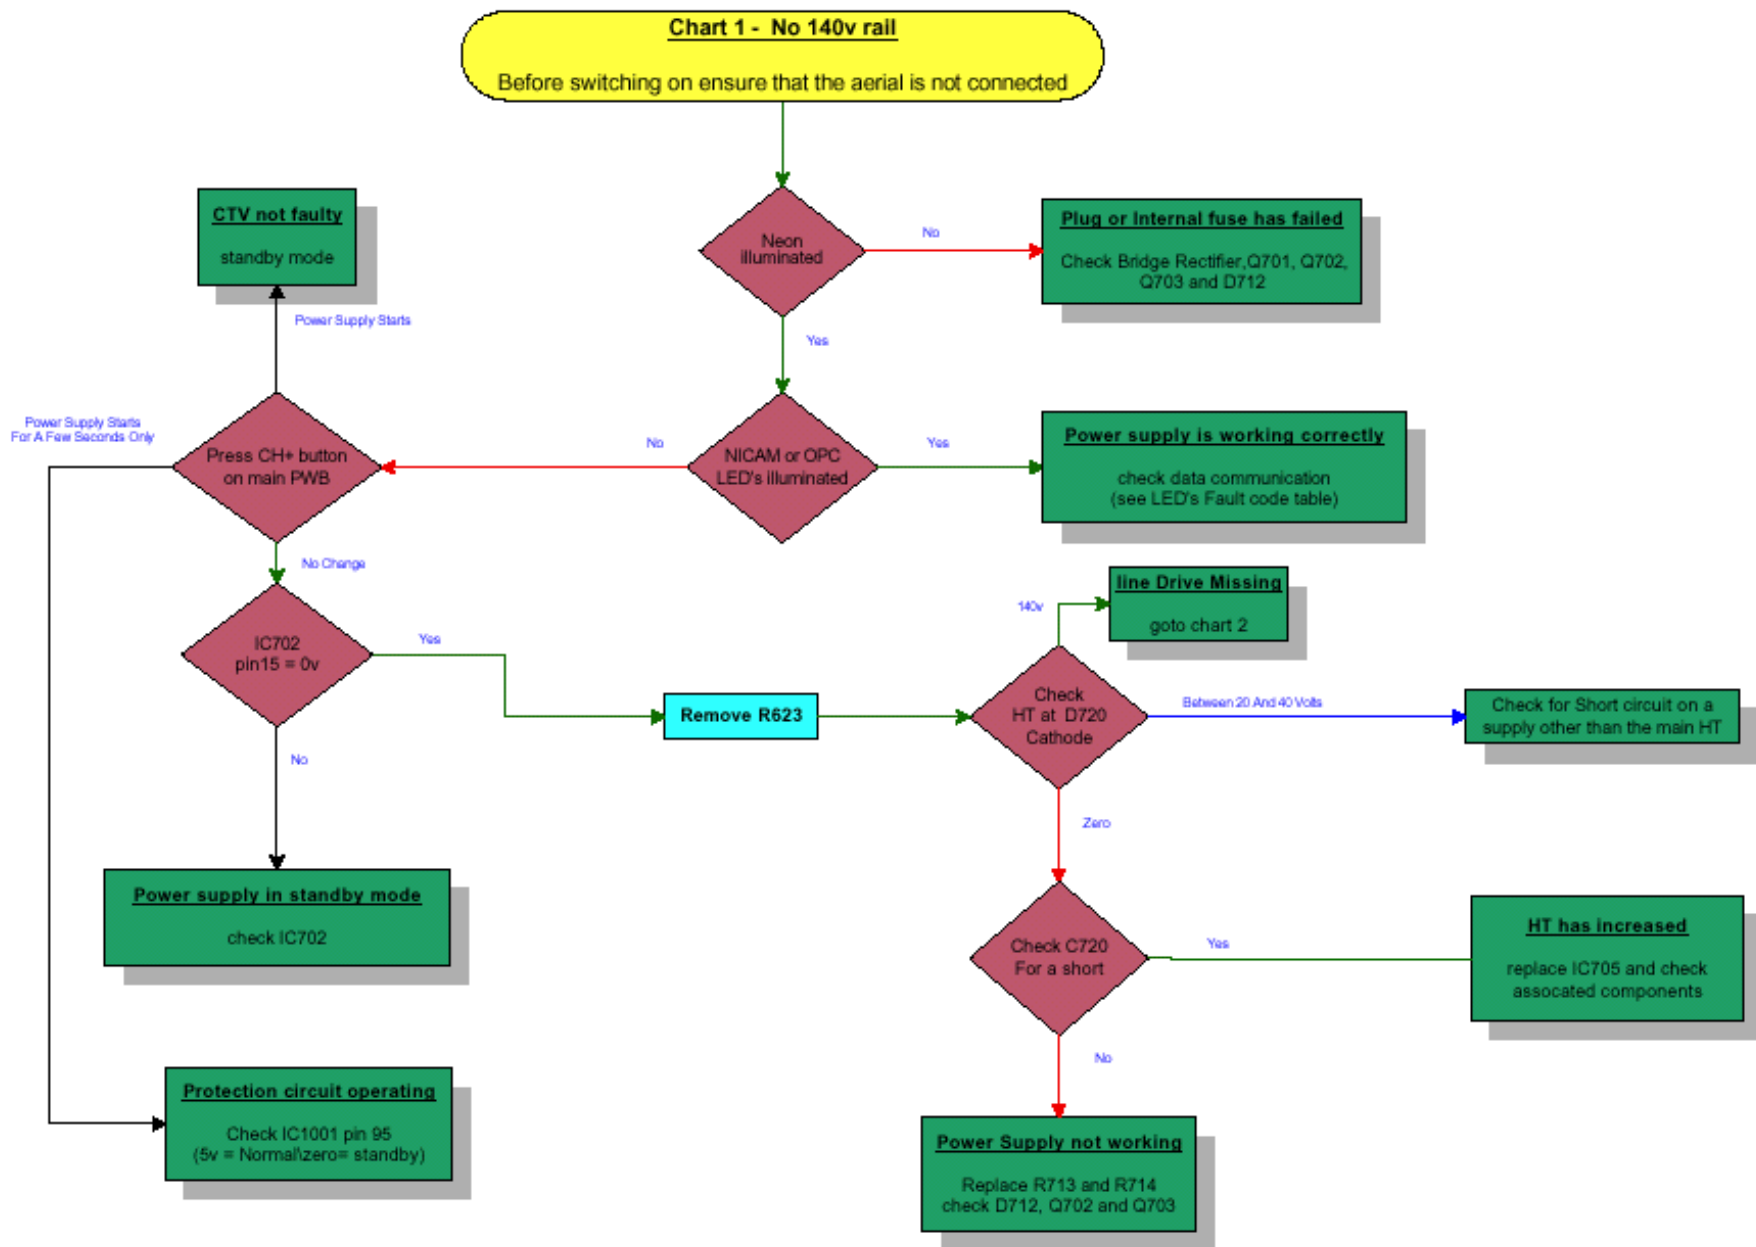 Chart 1 - No 140v rail
Before switching on ensure that the aerial is not connected
CTV not faulty
standby mode
Neon
illuminated
No
Plug or Internal fuse has failed
Check Bridge Rectifier,Q701, Q702,
Q703 and D712
Power Supply Starts
Yes
Power Supply Starts
For A Few Seconds Only
Press CH+ button
on main PWB
No
NICAM or OPC
LED's illuminated
Yes
Power supply is working correctly
check data communication
(see LED's Fault code table)
No Change
IC702
pin15 = 0v
Yes
Remove R623
140v
line Drive Missing
goto chart 2
Check
HT at D720
Cathode
Between 20 And 40 Volts
Check for Short circuit on a
supply other than the main HT
No
Zero
Power supply in standby mode
check IC702
Check C720
For a short
Yes
HT has increased
replace IC705 and check
assocated components
No
Protection circuit operating
Check IC1001 pin 95
(5v = Normal\zero= standby)
Power Supply not working
Replace R713 and R714
check D712, Q702 and Q703